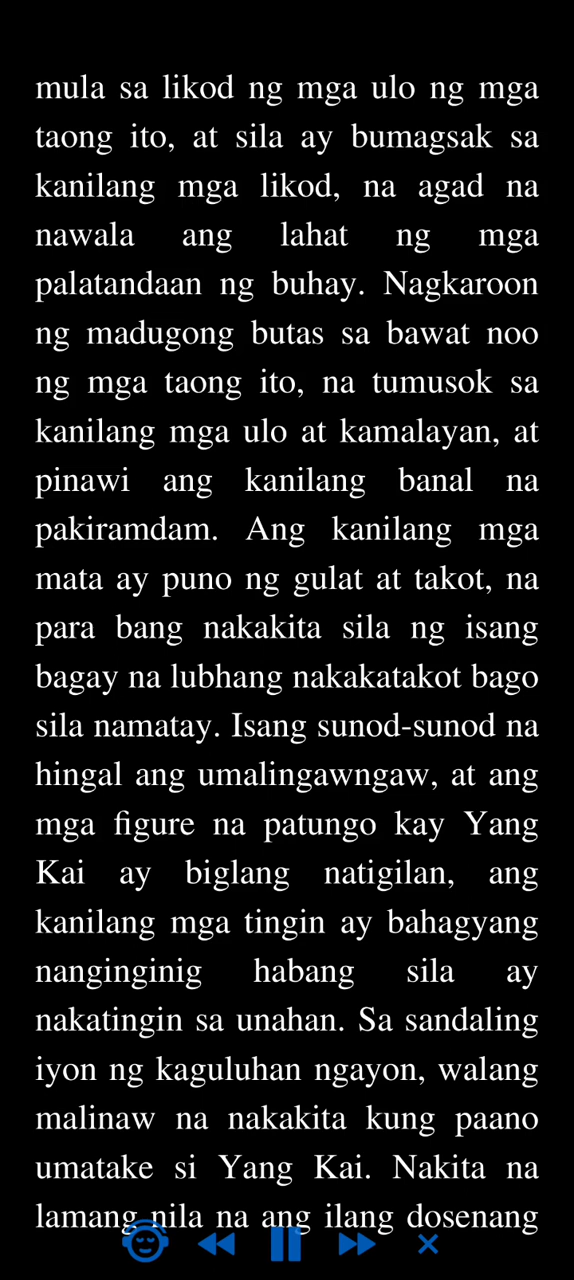 mula sa likod ng mga ulo ng mga
taong ito, at sila ay bumagsak sa
kanilang mga likod, na agad na
nawala ang lahat ng mga
palatandaan ng buhay. Nagkaroon
ng madugong butas sa bawat noo
ng mga taong ito, na tumusok sa
kanilang mga ulo at kamalayan, at
pinawi ang kanilang banal na
pakiramdam. Ang kanilang mga
mata ay puno ng gulat at takot, na
para bang nakakita sila ng isang
bagay na lubhang nakakatakot bago
sila namatay. Isang sunod-sunod na
hingal ang umalingawngaw, at ang
mga figure na patungo kay Yang
Kai ay biglang natigilan, ang
kanilang mga tingin ay bahagyang
nanginginig habang sila ay
nakatingin sa unahan. Sa sandaling
iyon ng kaguluhan ngayon, walang
malinaw na nakakita kung paano
umatake si Yang Kai. Nakita na
lamang nila na ang ilang dosenang